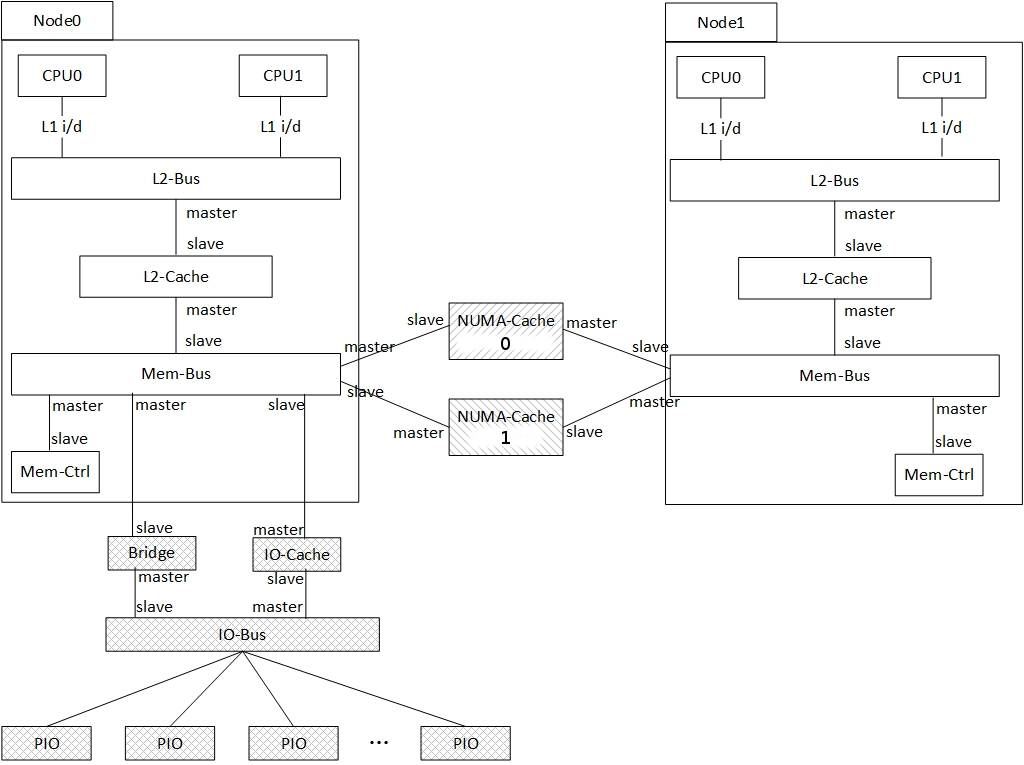 Node0
Node1
CPU0
CPU1
CPU0
CPU1
L1 i/d
L1 i/d
L1 i/d
L1 i/d
L2-Bus
L2-Bus
master
master
slave
slave
L2-Cache
L2-Cache
master
master
slave
slave
slave
NUMA-Cache
0
master
master
slave
Mem-Bus
Mem-Bus
slave
master
master
master
slave
master
NUMA-Cache
1
slave
master
slave
slave
Mem-Ctrl
Mem-Ctrl
slave
master
Bridge
IO-Cache
master
slave
slave
master
IO-Bus
PIO
PIO
PIO
...
PIO